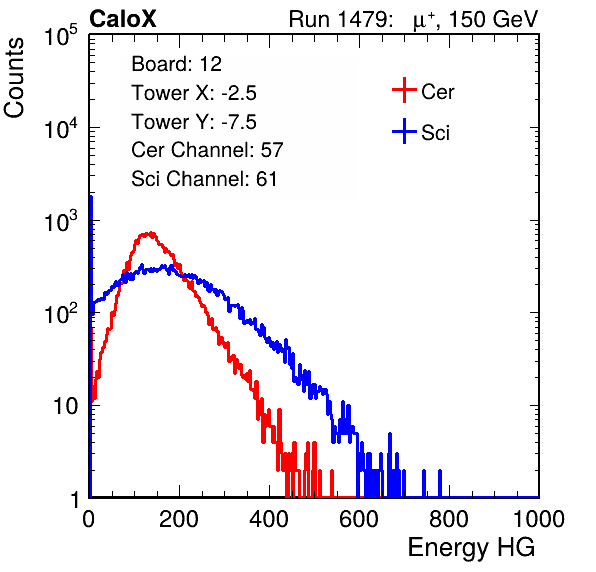 CaloX Run 1479: μ⁺, 150 GeV
Counts
10⁵
10⁴
10³
10²
10
1
Board: 12
Tower X: -2.5
Tower Y: -7.5
Cer Channel: 57
Sci Channel: 61
Cer
Sci
0 200 400 600 800 1000
Energy HG